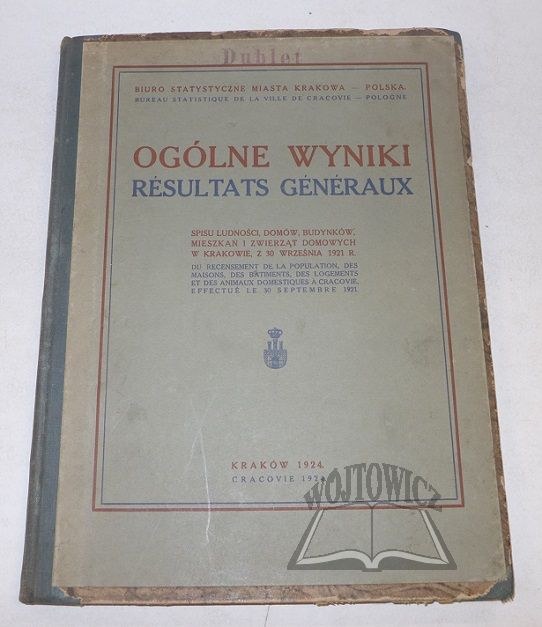 Dublet
BIURO STATYSTYCZNE MIASTA KRAKOWA — POLSKA.
BUREAU STATISTIQUE DE LA VILLE DE CRACOVIE — POLOGNE
OGÓLNE WYNIKI
RÉSULTATS GÉNÉRAUX
SPISU LUDNOŚCI, DOMÓW, BUDYNKÓW,
MIESZKAŃ I ZWIERZĄT DOMOWYCH
W KRAKOWIE, Z 30 WRZEŚNIA 1921 R.
DU RECENSEMENT DE LA POPULATION, DES
MAISONS, DES BÂTIMENTS, DES LOGEMENTS
ET DES ANIMAUX DOMESTIQUES A CRACOVIE,
EFFECTUÉ LE 30 SEPTEMBRE 1921.
KRAKÓW 1924.
CRACOVIE 1924.
WÓJTOWICZ